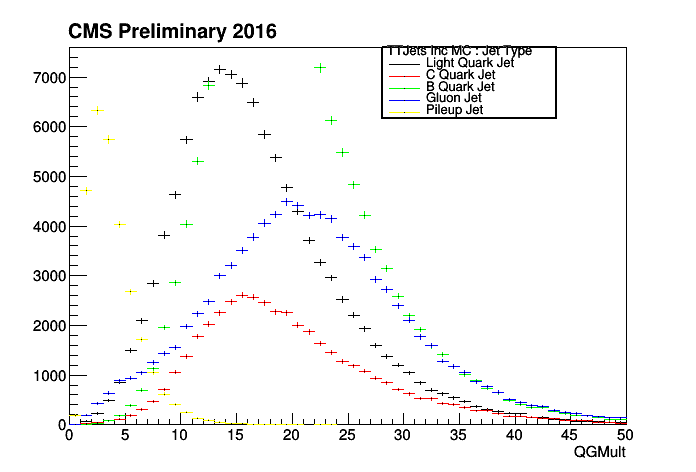 CMS Preliminary 2016
TTJets Inc MC : Jet Type
Light Quark Jet
C Quark Jet
B Quark Jet
Gluon Jet
Pileup Jet
7000
6000
5000
4000
3000
2000
1000
0
0 5 10 15 20 25 30 35 40 45 50
QGMult